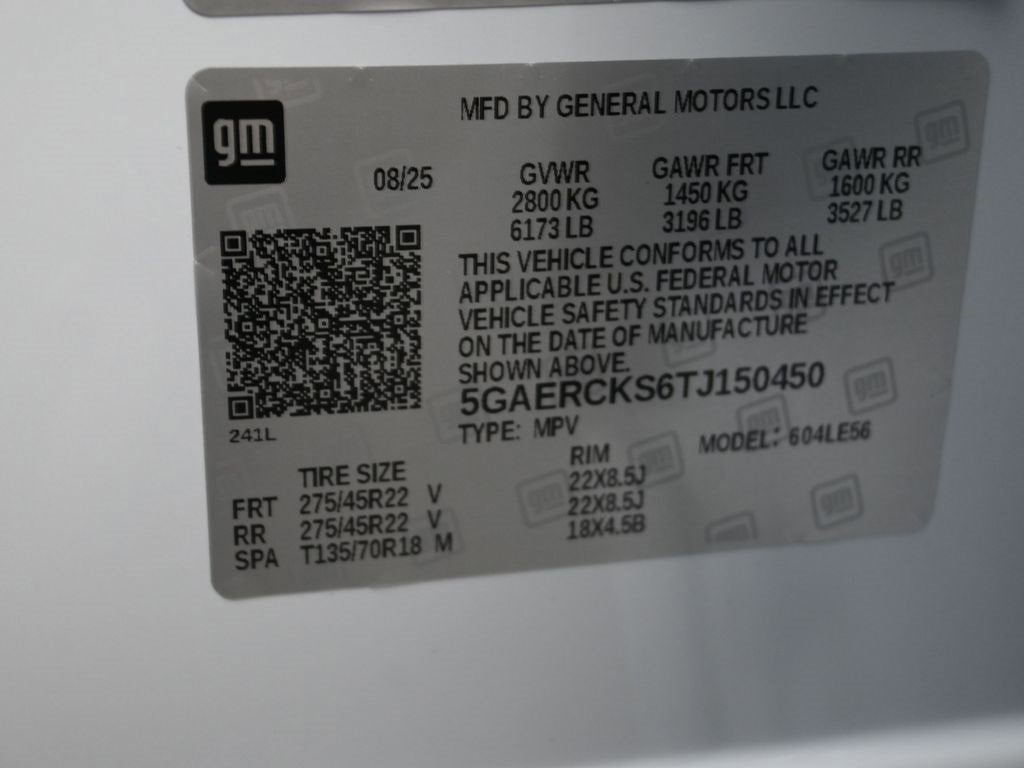 gm
MFD BY GENERAL MOTORS LLC
08/25
GVWR GAWR FRT GAWR RR
2800 KG 1450 KG 1600 KG
6173 LB 3196 LB 3527 LB
THIS VEHICLE CONFORMS TO ALL
APPLICABLE U.S. FEDERAL MOTOR
VEHICLE SAFETY STANDARDS IN EFFECT
ON THE DATE OF MANUFACTURE
SHOWN ABOVE.
5GAERCKS6TJ150450
TYPE: MPV MODEL: 604LE56
241L
TIRE SIZE RIM
FRT 275/45R22 V 22X8.5J
RR 275/45R22 V 22X8.5J
SPA T135/70R18 M 18X4.5B